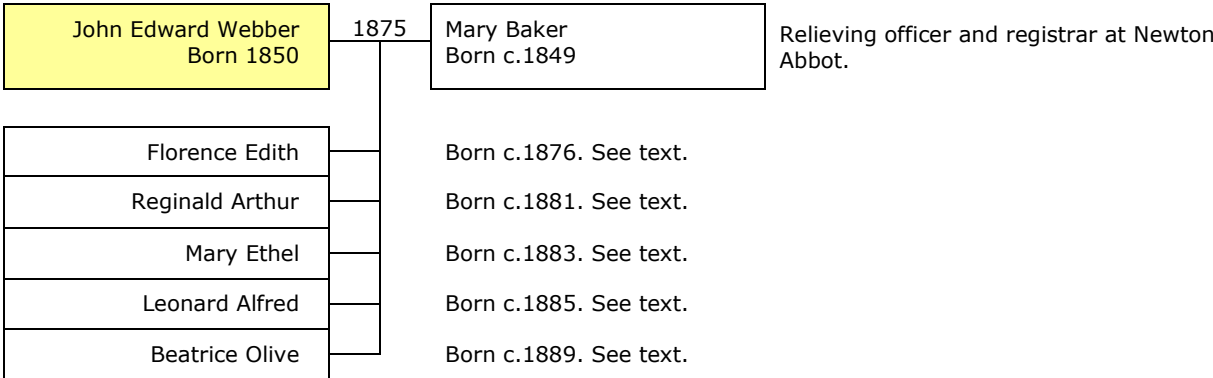 John Edward Webber
Born 1850
1875
Mary Baker
Born c.1849
Relieving officer and registrar at Newton
Abbot.
Florence Edith
Born c.1876. See text.
Reginald Arthur
Born c.1881. See text.
Mary Ethel
Born c.1883. See text.
Leonard Alfred
Born c.1885. See text.
Beatrice Olive
Born c.1889. See text.